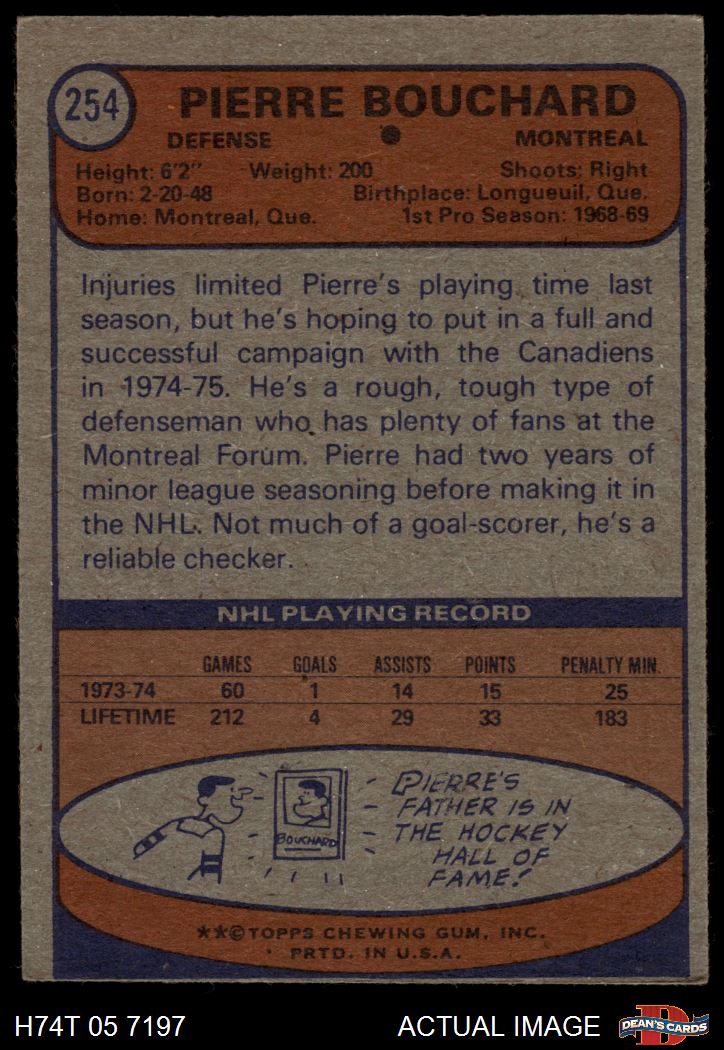 254
PIERRE BOUCHARD
DEFENSE ● MONTREAL
Height: 6'2" Weight: 200 Shoots: Right
Born: 2-20-48 Birthplace: Longueuil, Que.
Home: Montreal, Que. 1st Pro Season: 1968-69
Injuries limited Pierre's playing time last
season, but he's hoping to put in a full and
successful campaign with the Canadiens
in 1974-75. He's a rough, tough type of
defenseman who has plenty of fans at the
Montreal Forum. Pierre had two years of
minor league seasoning before making it in
the NHL. Not much of a goal-scorer, he's a
reliable checker.
NHL PLAYING RECORD
GAMES GOALS ASSISTS POINTS PENALTY MIN.
1973-74 60 1 14 15 25
LIFETIME 212 4 29 33 183
BOUCHARD
PIERRE'S
FATHER IS IN
THE HOCKEY
HALL OF
FAME!
**©TOPPS CHEWING GUM, INC.
PRTD. IN U.S.A.
H74T 05 7197 ACTUAL IMAGE
D
DEAN'S CARDS